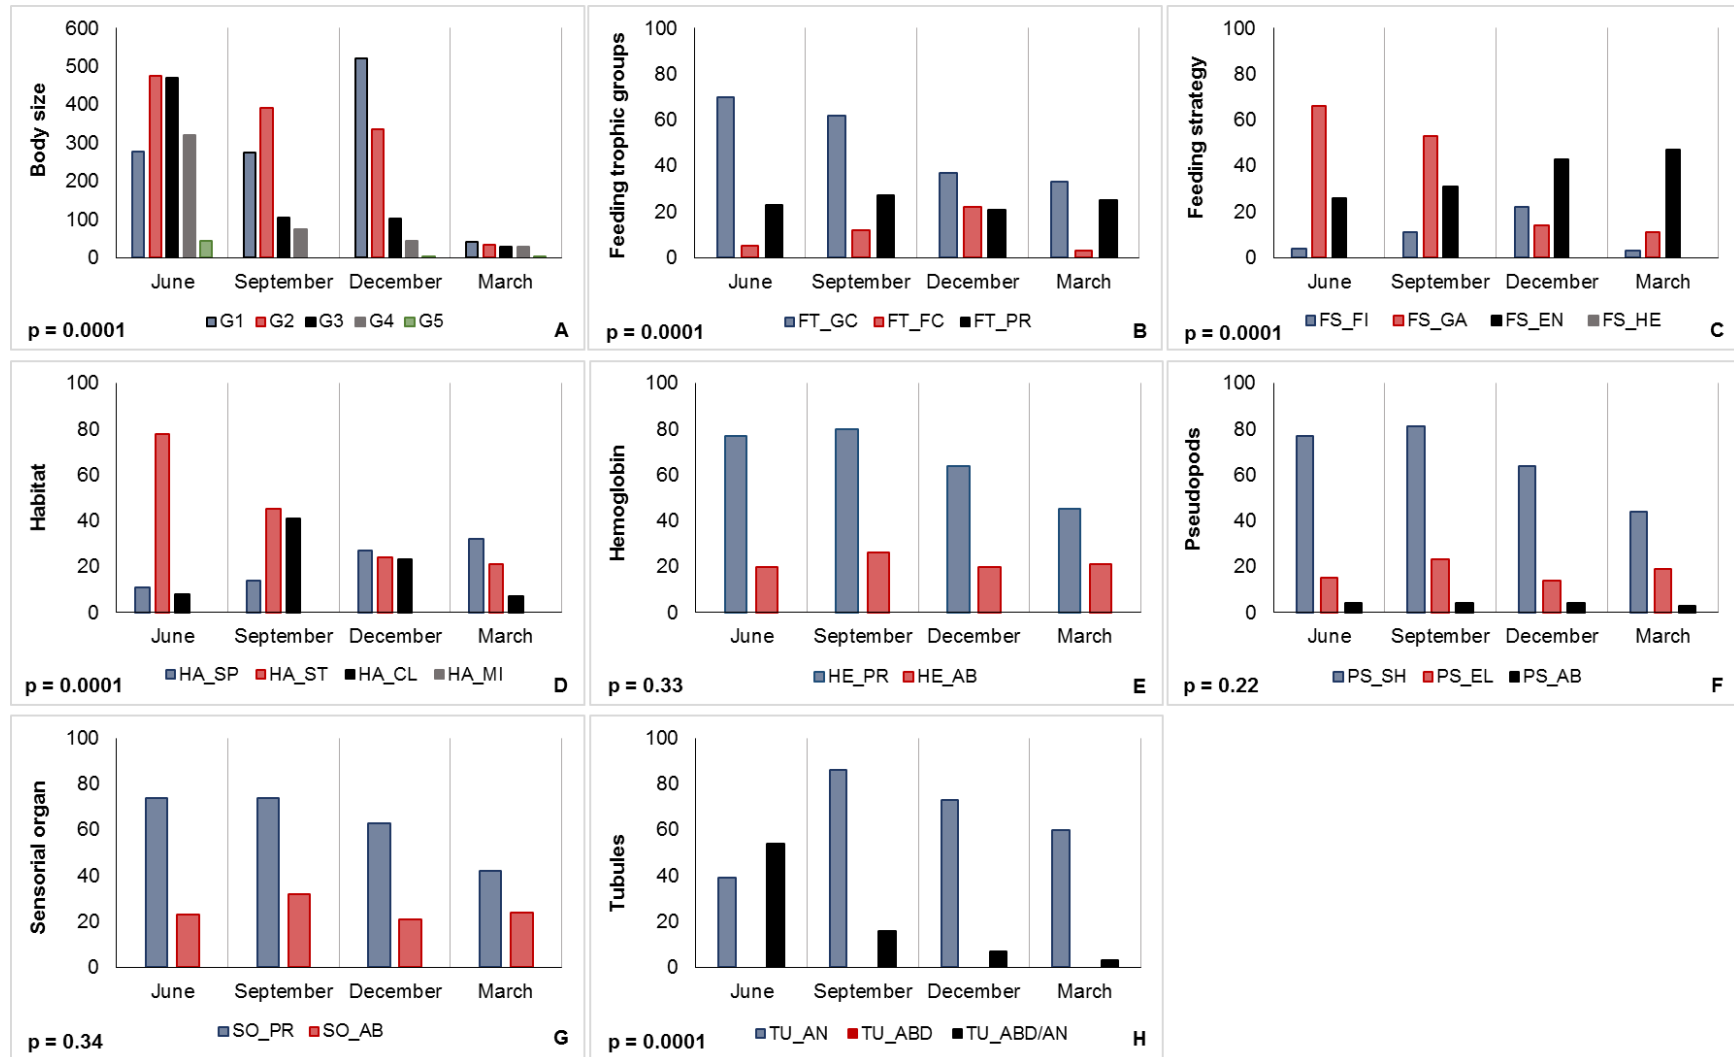 Body size
600
500
400
300
200
100
0
June September December March
G1 G2 G3 G4 G5
p = 0.0001 A
Feeding trophic groups
100
80
60
40
20
0
June September December March
FT_GC FT_FC FT_PR
p = 0.0001 B
Feeding strategy
100
80
60
40
20
0
June September December March
FS_FI FS_GA FS_EN FS_HE
p = 0.0001 C
Habitat
100
80
60
40
20
0
June September December March
HA_SP HA_ST HA_CL HA_MI
p = 0.0001 D
Hemoglobin
100
80
60
40
20
0
June September December March
HE_PR HE_AB
p = 0.33 E
Pseudopods
100
80
60
40
20
0
June September December March
PS_SH PS_EL PS_AB
p = 0.22 F
Sensorial organ
100
80
60
40
20
0
June September December March
SO_PR SO_AB
p = 0.34 G
Tubules
100
80
60
40
20
0
June September December March
TU_AN TU_ABD TU_ABD/AN
p = 0.0001 H